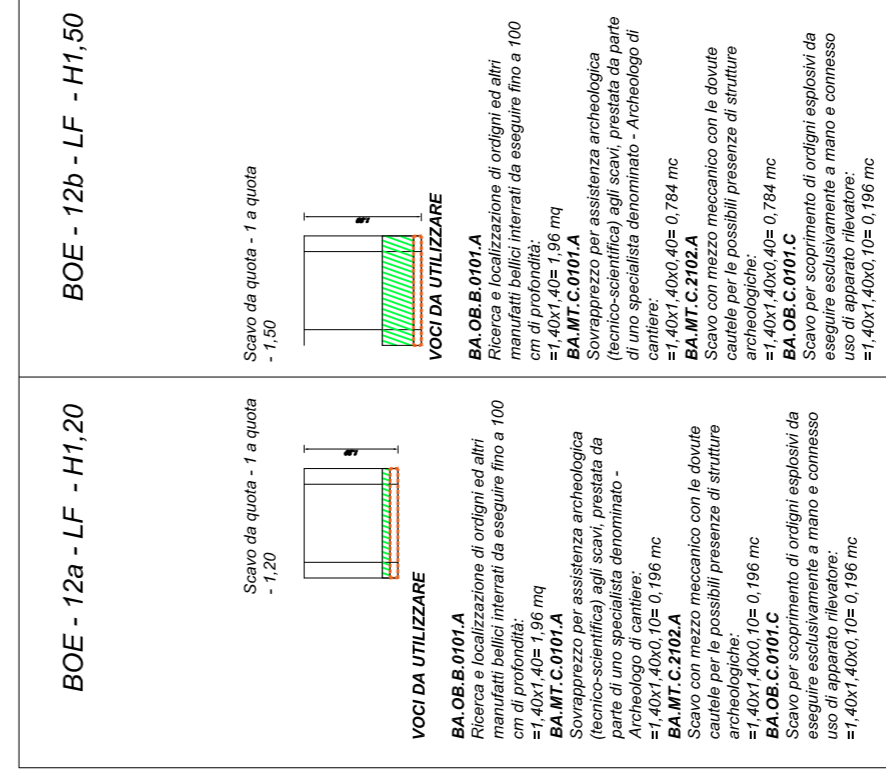 BOE - 12a - LF - H1,20
Scavo da quota - 1 a quota
- 1,20
VOCI DA UTILIZZARE
BA.OB.B.0101.A
Ricerca e localizzazione di ordigni ed altri
manufatti bellici interrati da eseguire fino a 100
cm di profondità:
=1,40x1,40= 1,96 mq
BA.MT.C.0101.A
Sovrapprezzo per assistenza archeologica
(tecnico-scientifica) agli scavi, prestata da
parte di uno specialista denominato -
Archeologo di cantiere:
=1,40x1,40x0,10= 0,196 mc
BA.MT.C.2102.A
Scavo con mezzo meccanico con le dovute
cautele per le possibili presenze di strutture
archeologiche:
=1,40x1,40x0,10= 0,196 mc
BA.OB.C.0101.C
Scavo per scoprimento di ordigni esplosivi da
eseguire esclusivamente a mano e connesso
uso di apparato rilevatore:
=1,40x1,40x0,10= 0,196 mc
BOE - 12b - LF - H1,50
Scavo da quota - 1 a quota
- 1,50
VOCI DA UTILIZZARE
BA.OB.B.0101.A
Ricerca e localizzazione di ordigni ed altri
manufatti bellici interrati da eseguire fino a 100
cm di profondità:
=1,40x1,40= 1,96 mq
BA.MT.C.0101.A
Sovrapprezzo per assistenza archeologica
(tecnico-scientifica) agli scavi, prestata da parte
di uno specialista denominato - Archeologo di
cantiere:
=1,40x1,40x0,40= 0,784 mc
BA.MT.C.2102.A
Scavo con mezzo meccanico con le dovute
cautele per le possibili presenze di strutture
archeologiche:
=1,40x1,40x0,40= 0,784 mc
BA.OB.C.0101.C
Scavo per scoprimento di ordigni esplosivi da
eseguire esclusivamente a mano e connesso
uso di apparato rilevatore:
=1,40x1,40x0,10= 0,196 mc